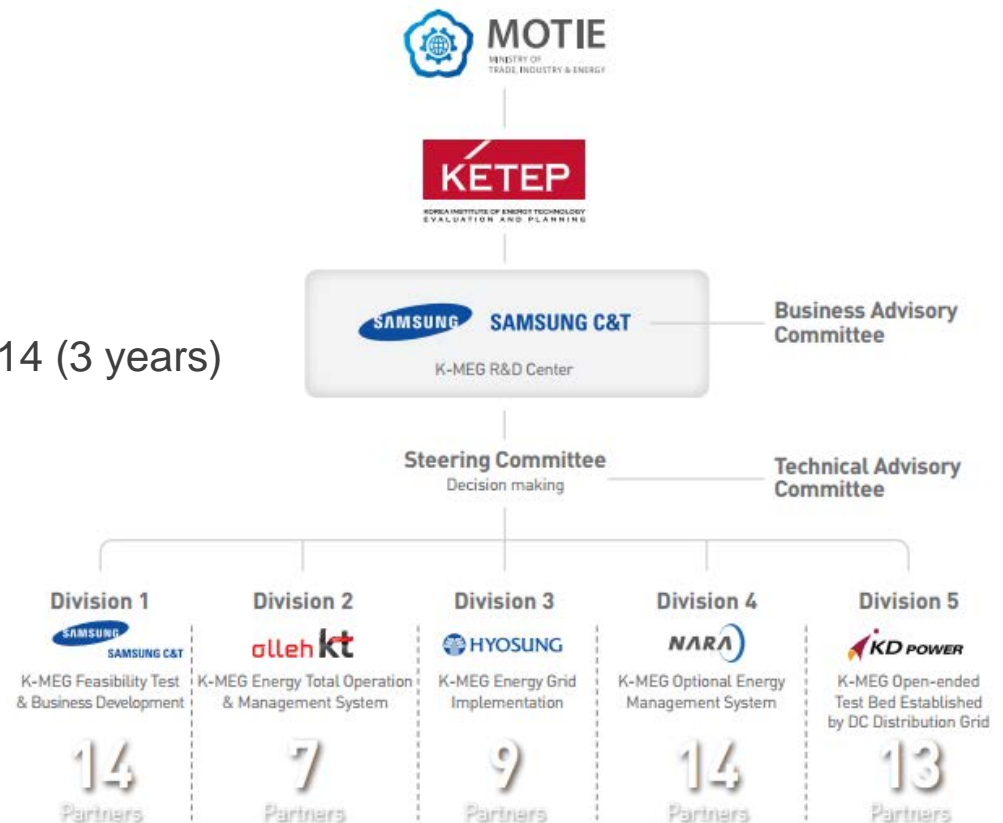 MOTIE
MINISTRY OF
TRADE, INDUSTRY & ENERGY
KETEP
KOREA INSTITUTE OF ENERGY TECHNOLOGY
EVALUATION AND PLANNING
SAMSUNG SAMSUNG C&T
K-MEG R&D Center
Business Advisory
Committee
14 (3 years)
Steering Committee
Decision making
Technical Advisory
Committee
Division 1
SAMSUNG
SAMSUNG C&T
K-MEG Feasibility Test
& Business Development
14
Partners
Division 2
olleh kt
K-MEG Energy Total Operation
& Management System
7
Partners
Division 3
HYOSUNG
K-MEG Energy Grid
Implementation
9
Partners
Division 4
NARA
K-MEG Optional Energy
Management System
14
Partners
Division 5
KD POWER
K-MEG Open-ended
Test Bed Established
by DC Distribution Grid
13
Partners